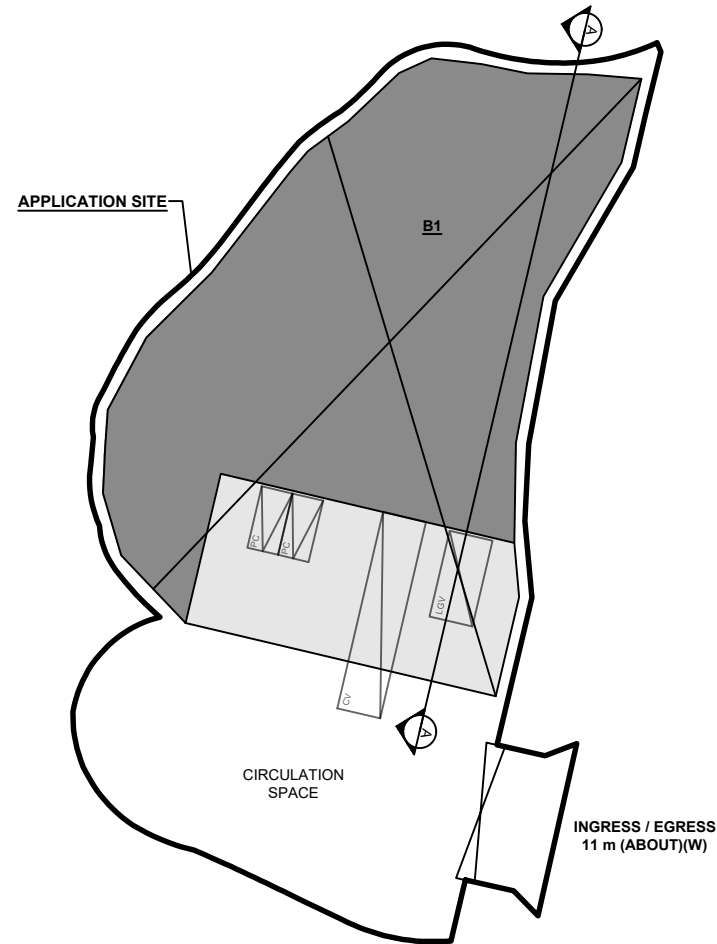 A
APPLICATION SITE
B1
PC
PC
LGV
CV
A
CIRCULATION
SPACE
INGRESS / EGRESS
11 m (ABOUT)(W)